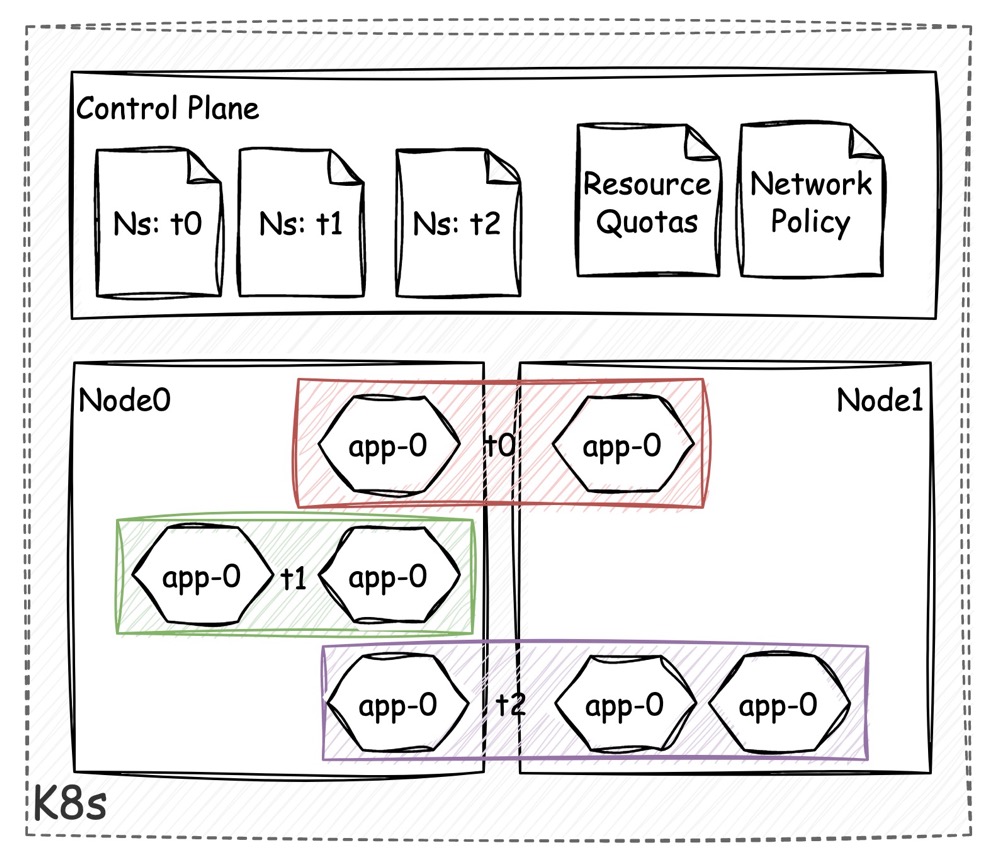 Control Plane
Ns: t0
Ns: t1
Ns: t2
Resource
Quotas
Network
Policy
Node0
Node1
app-0
t0
app-0
app-0
t1
app-0
app-0
t2
app-0
app-0
K8s